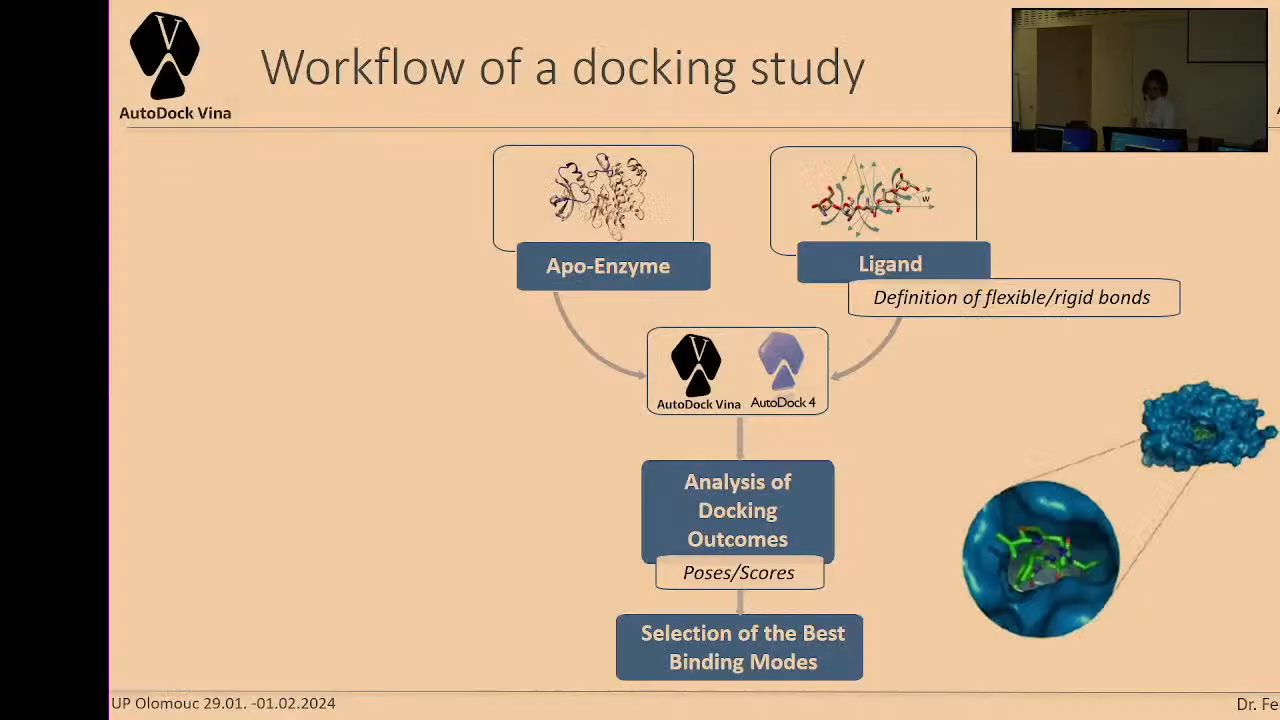 V
AutoDock Vina
Workflow of a docking study
Apo-Enzyme
w
Ligand
Definition of flexible/rigid bonds
V
AutoDock Vina
AutoDock 4
Analysis of
Docking
Outcomes
Poses/Scores
Selection of the Best
Binding Modes
UP Olomouc 29.01. -01.02.2024
Dr. Fe